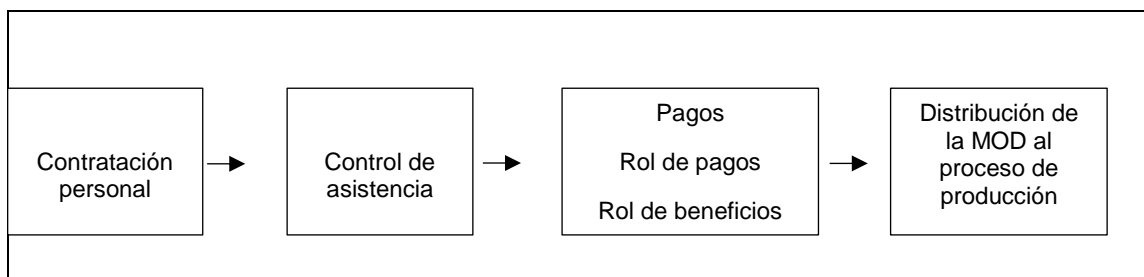 Contratación
personal
Control de
asistencia
Pagos
Rol de pagos
Rol de beneficios
Distribución de
la MOD al
proceso de
producción